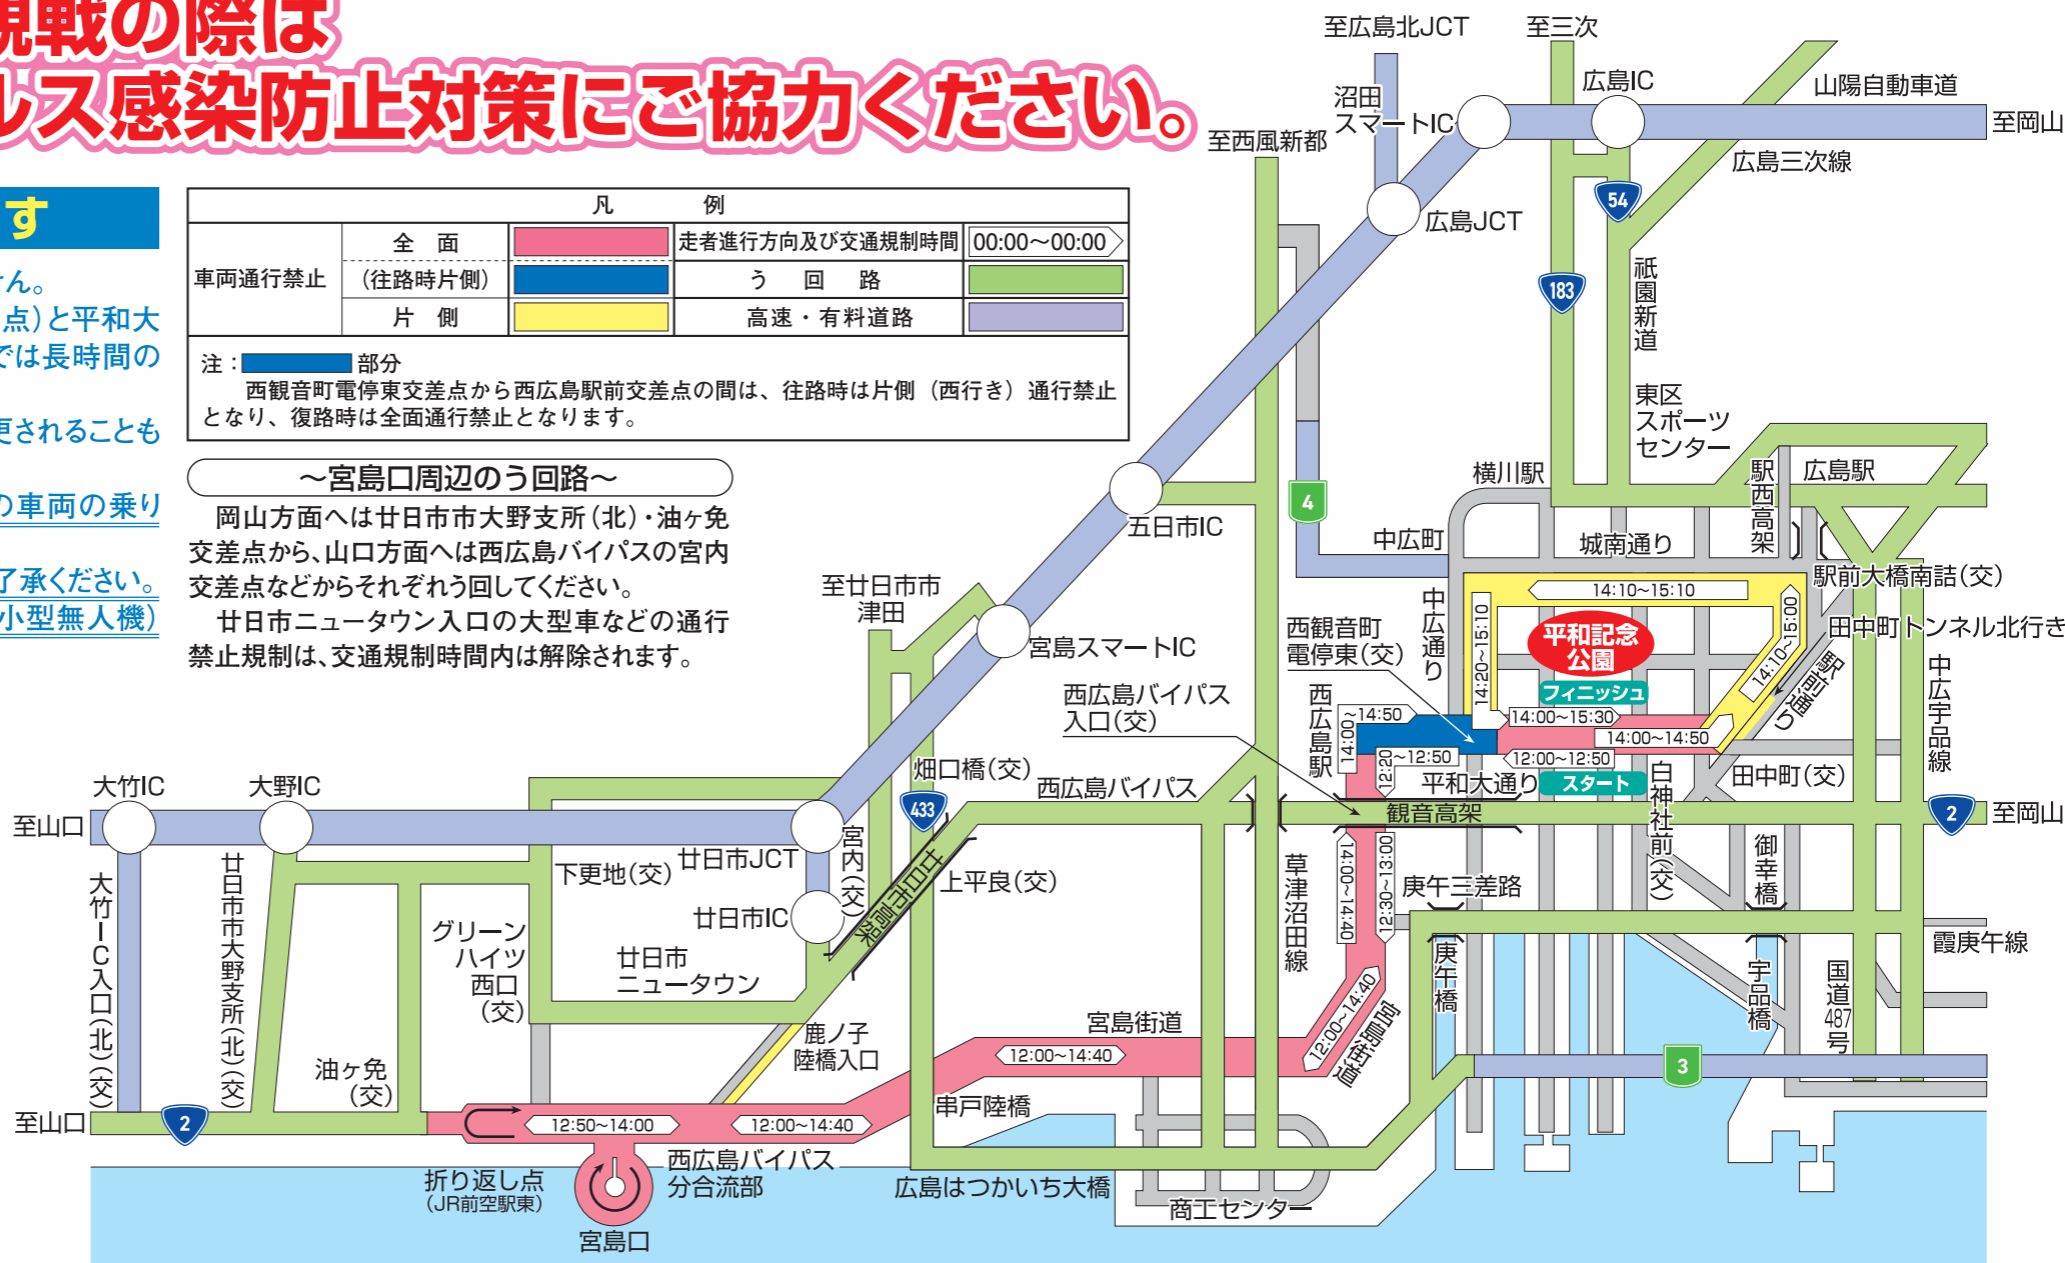 観戦の際は
ルス感染防止対策にご協力ください。
す
せん。
点)と平和大
では長時間の
更されることも
の車両の乗り
了承ください。
小型無人機)
凡 例
車両通行禁止
全 面
(往路時片側)
片 側
走者進行方向及び交通規制時間
00:00～00:00
う 回 路
高速・有料道路
注： 部分
西観音町電停東交差点から西広島駅前交差点の間は、往路時は片側（西行き）通行禁止
となり、復路時は全面通行禁止となります。
～宮島口周辺のう回路～
岡山方面へは廿日市市大野支所(北)・油ヶ免
交差点から、山口方面へは西広島バイパスの宮内
交差点などからそれぞれう回してください。
廿日市ニュータウン入口の大型車などの通行
禁止規制は、交通規制時間内は解除されます。
至広島北JCT
至三次
沼田
スマートIC
広島IC
山陽自動車道
至岡山
至西風新都
広島三次線
54
広島JCT
183
祇園新道
東区
スポーツ
センター
横川駅
駅西高架
広島駅
4
五日市IC
中広町
城南通り
駅前大橋南詰(交)
至廿日市市
津田
14:10～15:10
中広通り
14:20～15:10
平和記念
公園
14:10～15:00
田中町トンネル北行き
西観音町
電停東(交)
宮島スマートIC
駅前通り
中広宇品線
西広島バイパス
入口(交)
フィニッシュ
西広島駅
14:00
～14:50
14:00～15:30
14:00～14:50
12:20
～12:50
12:00～12:50
平和大通り
スタート
白神社前(交)
田中町(交)
大竹IC
大野IC
畑口橋(交)
西広島バイパス
433
観音高架
至山口
2
至岡山
大竹IC入口(北)(交)
廿日市市大野支所(北)(交)
下更地(交)
廿日市JCT
宮内(交)
廿日市高架
上平良(交)
草津沼田線
14:00～14:40
12:30～13:00
庚午三差路
御幸橋
廿日市IC
グリーン
ハイツ
西口
(交)
廿日市
ニュータウン
霞庚午線
庚午橋
宇品橋
国道487号
12:00～14:40
宮島街道
宮島街道
12:00～14:40
鹿ノ子
陸橋入口
油ヶ免
(交)
3
至山口
2
12:50～14:00
12:00～14:40
串戸陸橋
折り返し点
(JR前空駅東)
西広島バイパス
分合流部
宮島口
広島はつかいち大橋
商工センター